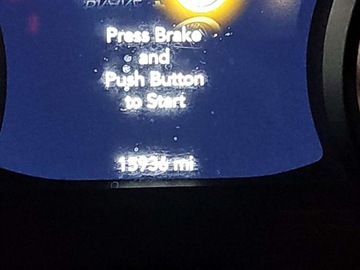 Press Brake
and
Push Button
to Start
15936 mi